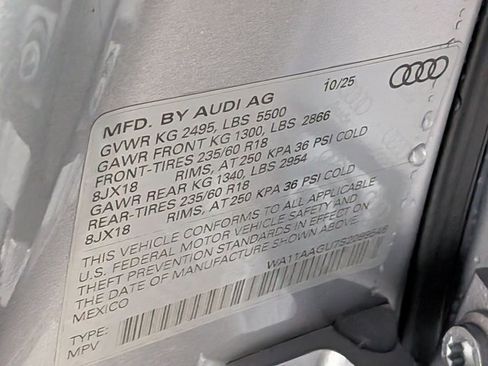 10/25
MFD. BY AUDI AG
GVWR KG 2495, LBS 5500
GAWR FRONT KG 1300, LBS 2866
FRONT-TIRES 235/60 R18
8JX18 RIMS, AT 250 KPA 36 PSI COLD
GAWR REAR KG 1340, LBS 2954
REAR-TIRES 235/60 R18
8JX18 RIMS, AT 250 KPA 36 PSI COLD
THIS VEHICLE CONFORMS TO ALL APPLICABLE
U.S. FEDERAL MOTOR VEHICLE SAFETY AND
THEFT PREVENTION STANDARDS IN EFFECT ON
THE DATE OF MANUFACTURE SHOWN ABOVE.
MEXICO
TYPE:
MPV